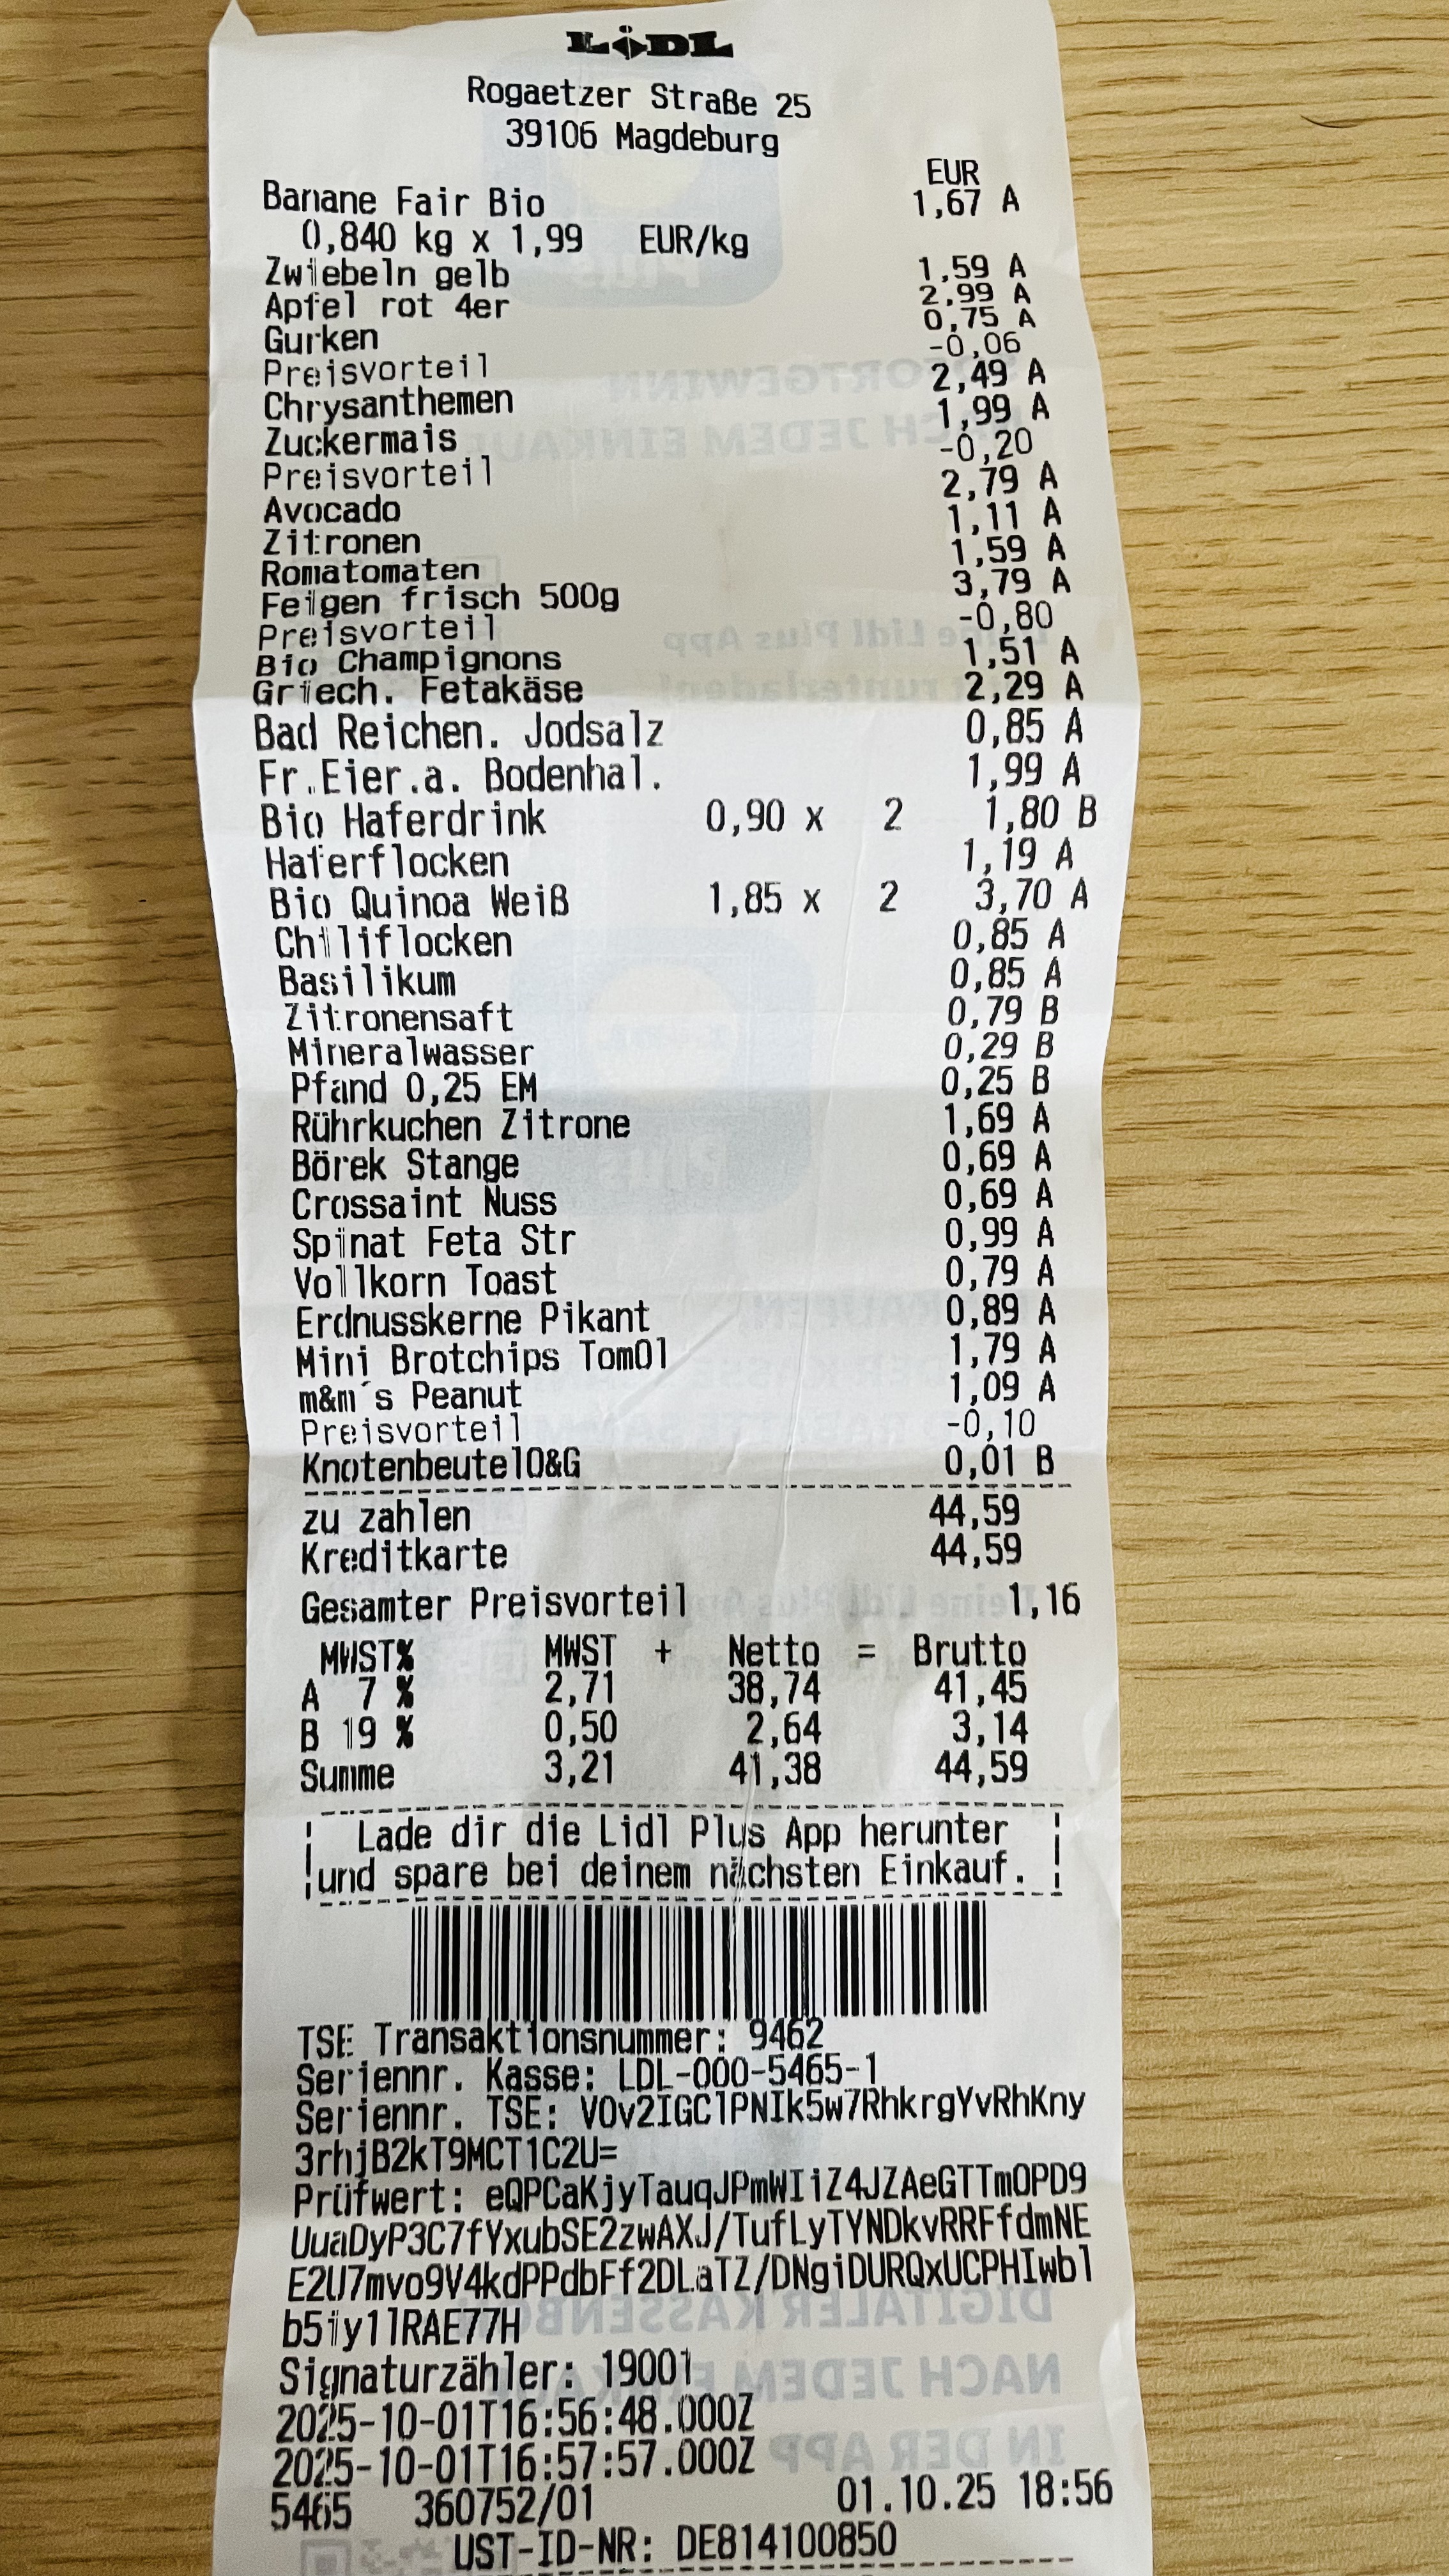 LIDL
Rogaetzer Straße 25
39106 Magdeburg
EUR
Banane Fair Bio 1,67 A
0,840 kg x 1,99 EUR/kg
Zwiebeln gelb 1,59 A
Apfel rot 4er 2,99 A
Gurken 0,75 A
Preisvorteil -0,06
Chrysanthemen 2,49 A
Zuckermais 1,99 A
Preisvorteil -0,20
Avocado 2,79 A
Zitronen 1,11 A
Romatomaten 1,59 A
Feigen frisch 500g 3,79 A
Preisvorteil -0,80
Bio Champignons 1,51 A
Griech. Fetakäse 2,29 A
Bad Reichen. Jodsalz 0,85 A
Fr.Eier.a. Bodenhal. 1,99 A
Bio Haferdrink 0,90 x 2 1,80 B
Haferflocken 1,19 A
Bio Quinoa Weiß 1,85 x 2 3,70 A
Chiliflocken 0,85 A
Basilikum 0,85 A
Zitronensaft 0,79 B
Mineralwasser 0,29 B
Pfand 0,25 EM 0,25 B
Rührkuchen Zitrone 1,69 A
Börek Stange 0,69 A
Crossaint Nuss 0,69 A
Spinat Feta Str 0,99 A
Vollkorn Toast 0,79 A
Erdnusskerne Pikant 0,89 A
Mini Brotchips TomOl 1,79 A
m&m´s Peanut 1,09 A
Preisvorteil -0,10
KnotenbeutelO&G 0,01 B
zu zahlen 44,59
Kreditkarte 44,59
Gesamter Preisvorteil 1,16
MWST% MWST + Netto = Brutto
A 7 % 2,71 38,74 41,45
B 19 % 0,50 2,64 3,14
Summe 3,21 41,38 44,59
Lade dir die Lidl Plus App herunter
und spare bei deinem nächsten Einkauf.
TSE Transaktionsnummer: 9462
Seriennr. Kasse: LDL-000-5465-1
Seriennr. TSE: VOv2IGClPNIk5w7RhkrgYvRhKny
3rhjB2kT9MCT1C2U=
Prüfwert: eQPCaKjyTauqJPmWIiZ4JZAeGTTmOPD9
UuaDyP3C7fYxubSE2zwAXJ/TufLyTYNDkvRRFfdmNE
E2U7mvo9V4kdPPdbFf2DLaTZ/DNgiDURQxUCPHIwbl
b5iy1lRAE77H
Signaturzähler: 19001
2025-10-01T16:56:48.000Z
2025-10-01T16:57:57.000Z
5465 360752/01 01.10.25 18:56
UST-ID-NR: DE814100850